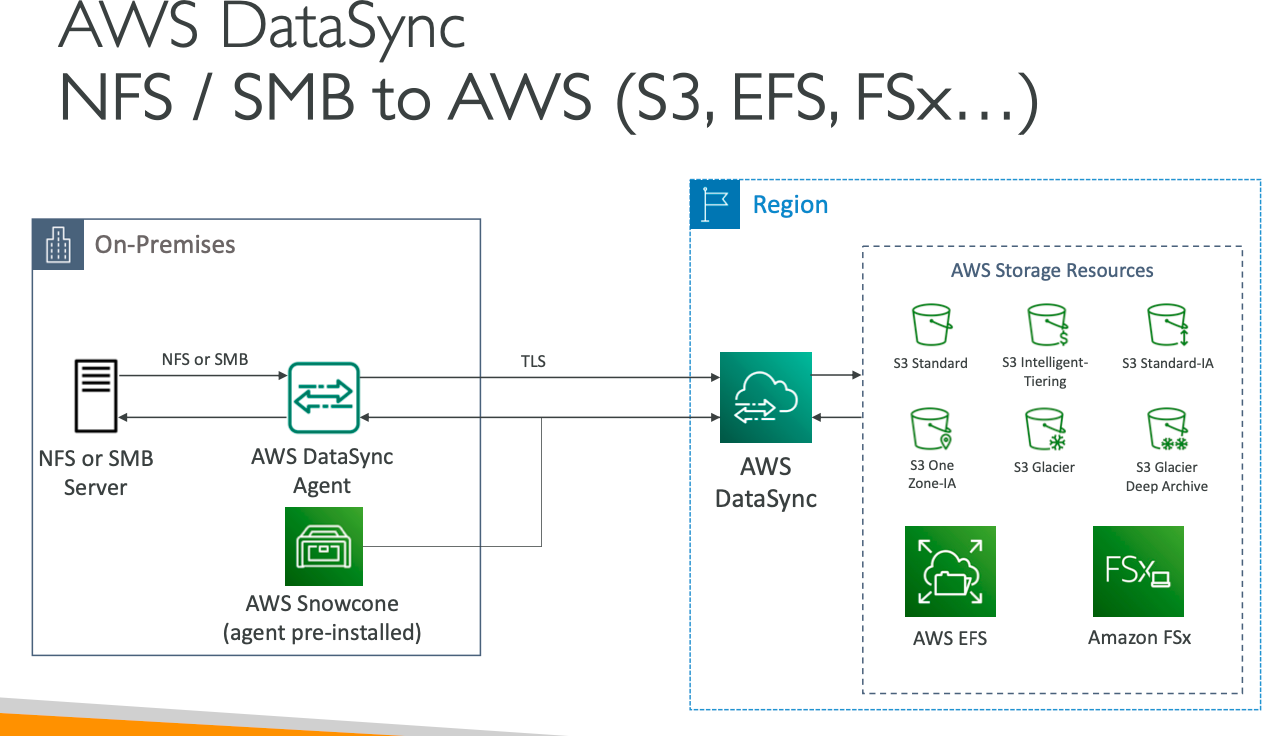 AWS DataSync
NFS / SMB to AWS (S3, EFS, FSx…)
On-Premises
NFS or SMB
TLS
NFS or SMB
Server
AWS DataSync
Agent
AWS Snowcone
(agent pre-installed)
Region
AWS
DataSync
AWS Storage Resources
S3 Standard
S3 Intelligent-
Tiering
S3 Standard-IA
S3 One
Zone-IA
S3 Glacier
S3 Glacier
Deep Archive
AWS EFS
FSx
Amazon FSx